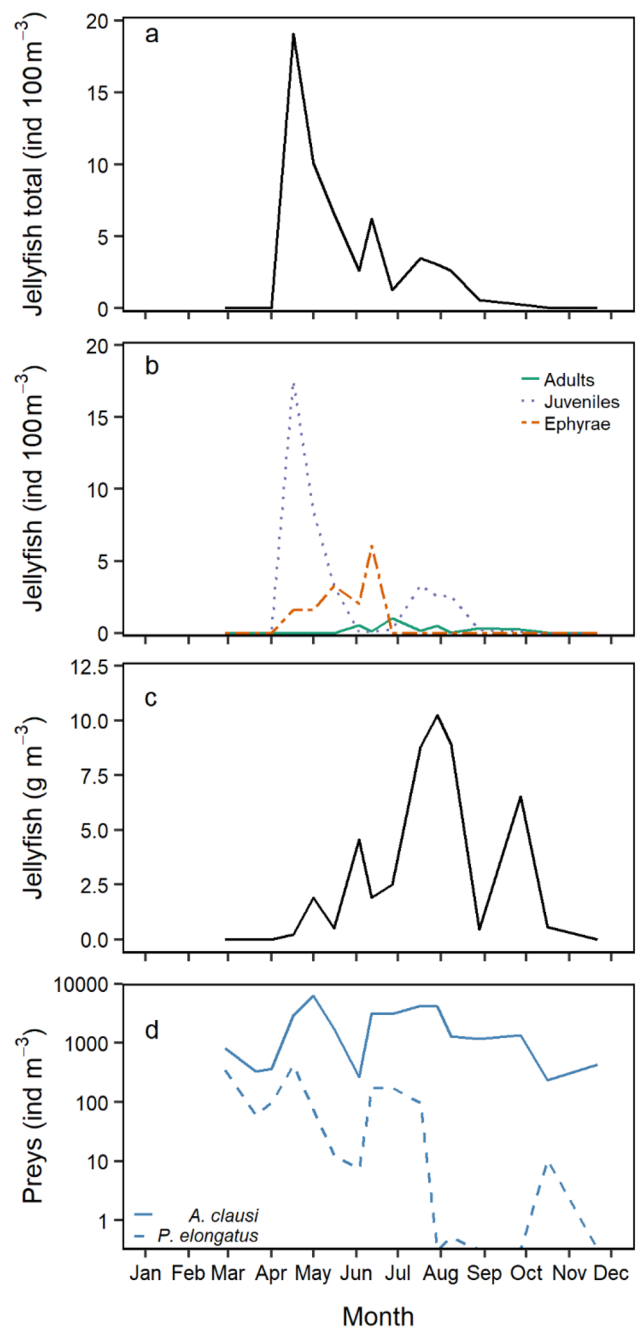 a
Jellyfish total (ind 100 m⁻³)
20
15
10
5
0
b
Jellyfish (ind 100 m⁻³)
20
15
10
5
0
Adults
Juveniles
Ephyrae
c
Jellyfish (g m⁻³)
12.5
10.0
7.5
5.0
2.5
0.0
d
Preys (ind m⁻³)
10000
1000
100
10
1
A. clausi
P. elongatus
Jan Feb Mar Apr May Jun Jul Aug Sep Oct Nov Dec
Month